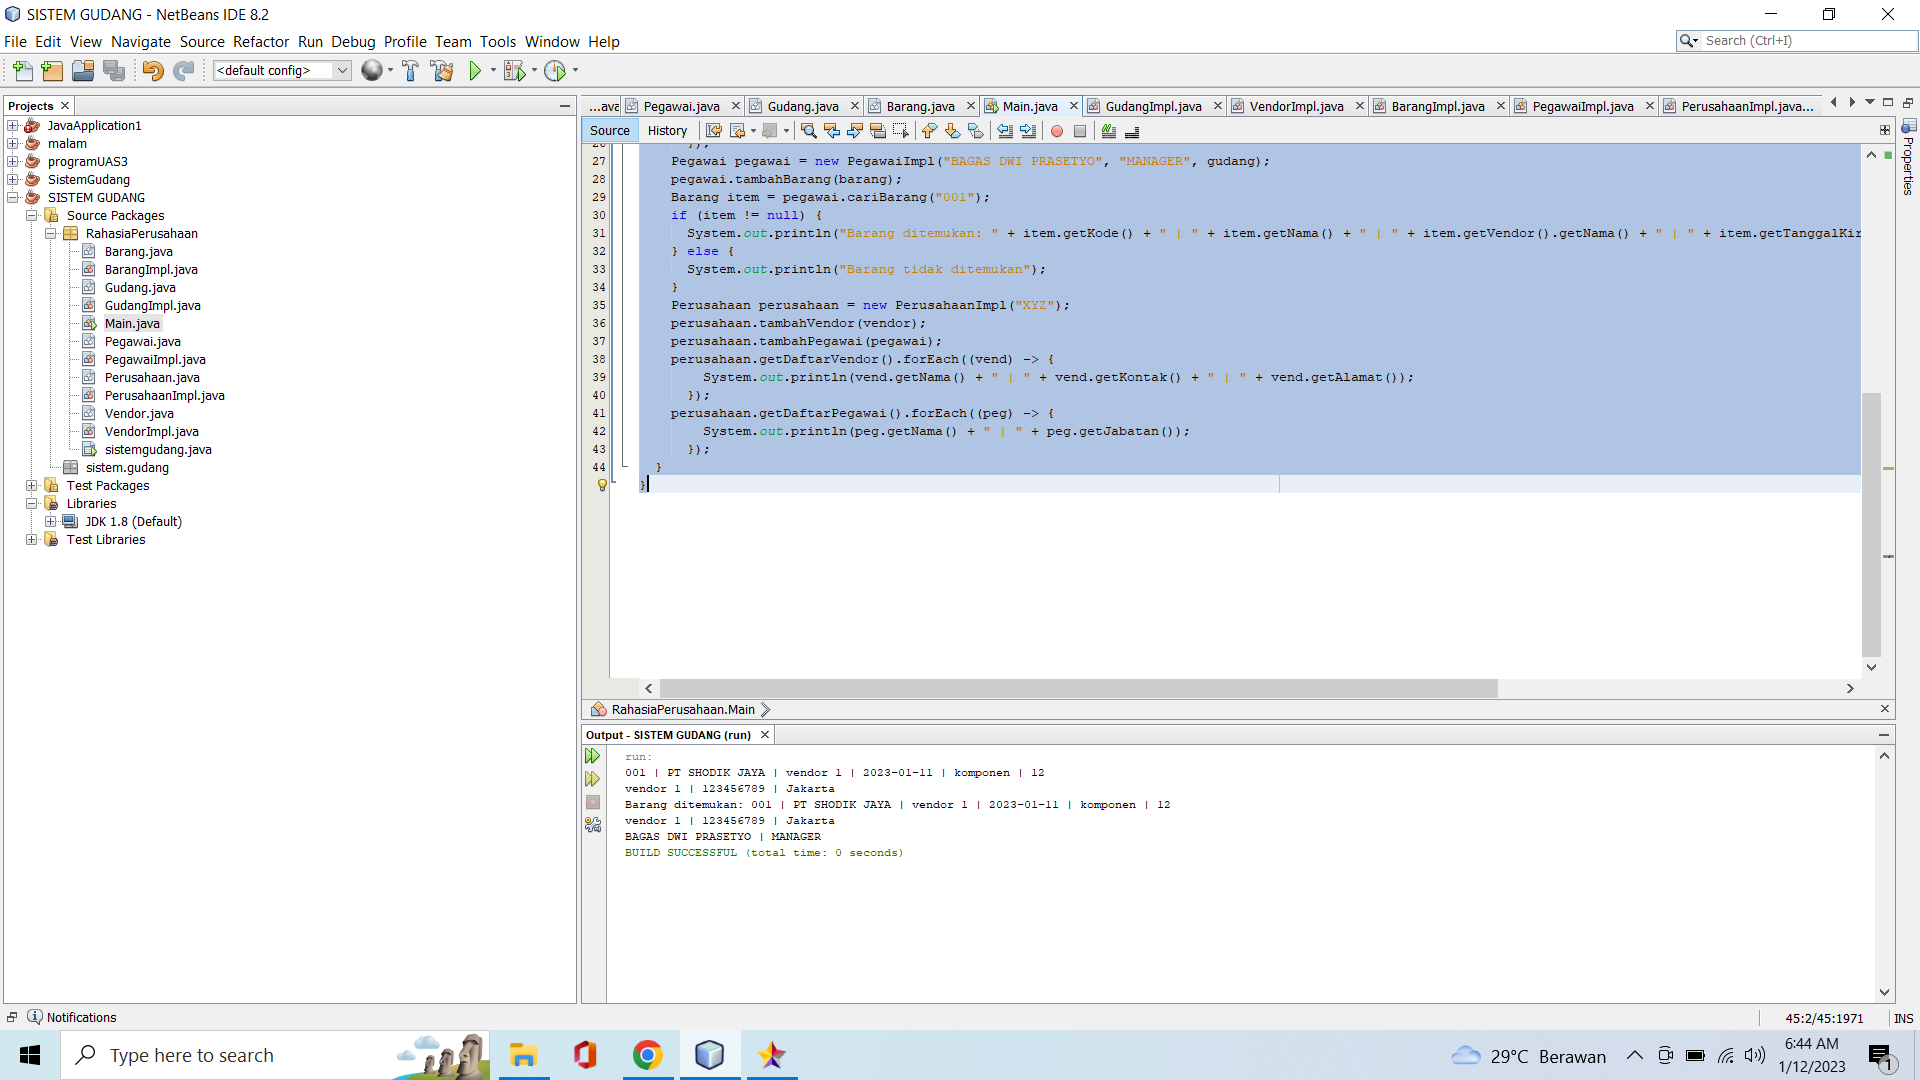 SISTEM GUDANG - NetBeans IDE 8.2
File Edit View Navigate Source Refactor Run Debug Profile Team Tools Window Help
Search (Ctrl+I)
<default config>
Projects
JavaApplication1
malam
programUAS3
SistemGudang
SISTEM GUDANG
Source Packages
RahasiaPerusahaan
Barang.java
BarangImpl.java
Gudang.java
GudangImpl.java
Main.java
Pegawai.java
PegawaiImpl.java
Perusahaan.java
PerusahaanImpl.java
Vendor.java
VendorImpl.java
sistemgudang.java
sistem.gudang
Test Packages
Libraries
JDK 1.8 (Default)
Test Libraries
...ava Pegawai.java Gudang.java Barang.java Main.java GudangImpl.java VendorImpl.java BarangImpl.java PegawaiImpl.java PerusahaanImpl.java...
Source History
Properties
});
27 Pegawai pegawai = new PegawaiImpl("BAGAS DWI PRASETYO", "MANAGER", gudang);
28 pegawai.tambahBarang(barang);
29 Barang item = pegawai.cariBarang("001");
30 if (item != null) {
31 System.out.println("Barang ditemukan: " + item.getKode() + " | " + item.getNama() + " | " + item.getVendor().getNama() + " | " + item.getTanggalKir
32 } else {
33 System.out.println("Barang tidak ditemukan");
34 }
35 Perusahaan perusahaan = new PerusahaanImpl("XYZ");
36 perusahaan.tambahVendor(vendor);
37 perusahaan.tambahPegawai(pegawai);
38 perusahaan.getDaftarVendor().forEach((vend) -> {
39 System.out.println(vend.getNama() + " | " + vend.getKontak() + " | " + vend.getAlamat());
40 });
41 perusahaan.getDaftarPegawai().forEach((peg) -> {
42 System.out.println(peg.getNama() + " | " + peg.getJabatan());
43 });
44 }
}
RahasiaPerusahaan.Main
Output - SISTEM GUDANG (run)
run:
001 | PT SHODIK JAYA | vendor 1 | 2023-01-11 | komponen | 12
vendor 1 | 123456789 | Jakarta
Barang ditemukan: 001 | PT SHODIK JAYA | vendor 1 | 2023-01-11 | komponen | 12
vendor 1 | 123456789 | Jakarta
BAGAS DWI PRASETYO | MANAGER
BUILD SUCCESSFUL (total time: 0 seconds)
Notifications
45:2/45:1971 INS
Type here to search
29°C Berawan
6:44 AM
1/12/2023
1